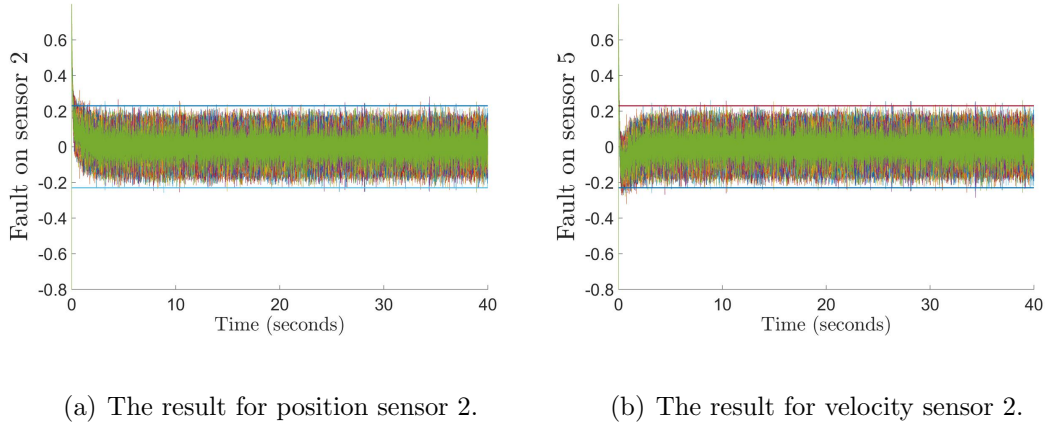 Fault on sensor 2
0.6
0.4
0.2
0
-0.2
-0.4
-0.6
-0.8
0 10 20 30 40
Time (seconds)
(a) The result for position sensor 2.
Fault on sensor 5
0.6
0.4
0.2
0
-0.2
-0.4
-0.6
-0.8
0 10 20 30 40
Time (seconds)
(b) The result for velocity sensor 2.